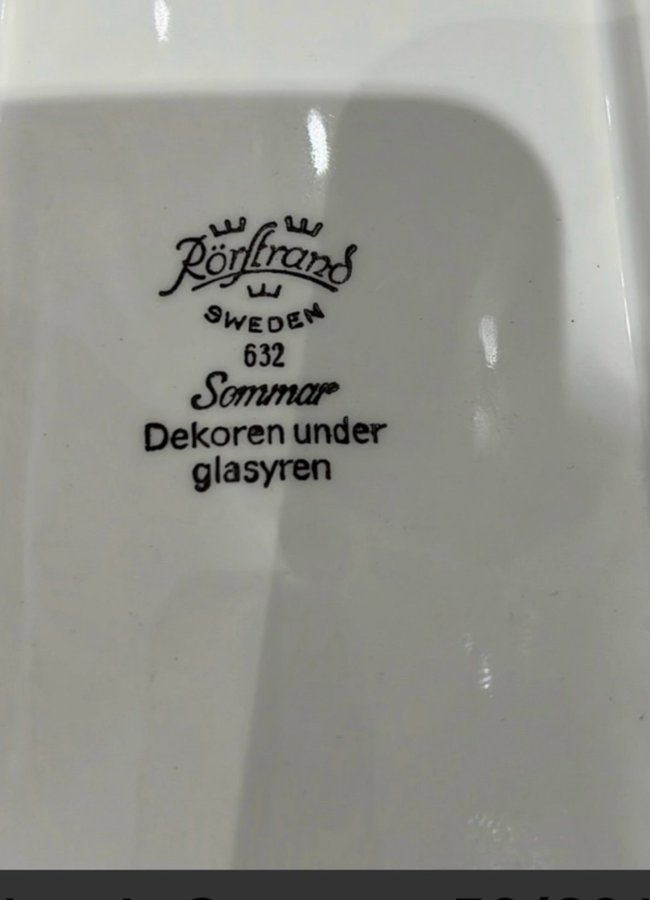 Rörstrand
SWEDEN
632
Sommar
Dekoren under
glasyren